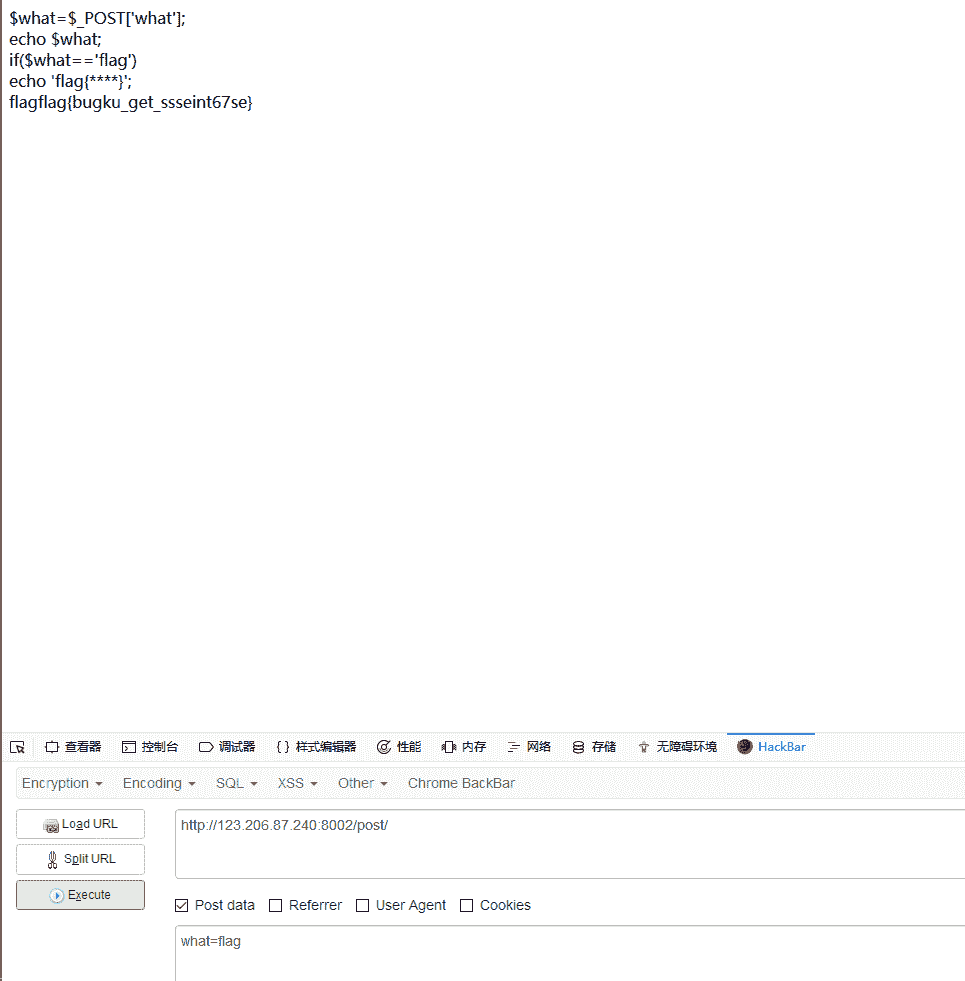 $what=$_POST['what'];
echo $what;
if($what=='flag')
echo 'flag{****}';
flagflag{bugku_get_ssseint67se}
查看器 控制台 调试器 {} 样式编辑器 性能 内存 网络 存储 无障碍环境 HackBar
Encryption Encoding SQL XSS Other Chrome BackBar
Load URL
http://123.206.87.240:8002/post/
Split URL
Execute
Post data Referrer User Agent Cookies
what=flag